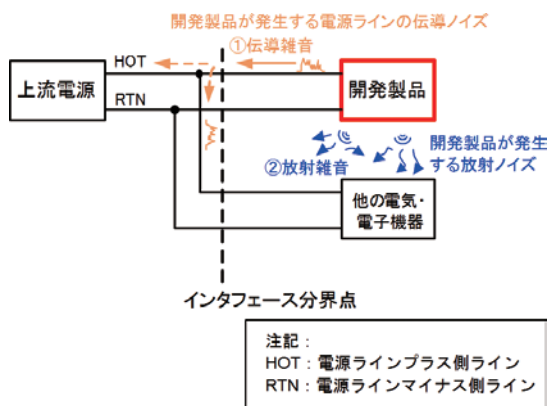 開発製品が発生する電源ラインの伝導ノイズ
①伝導雑音
HOT
上流電源
RTN
開発製品
開発製品が発生
する放射ノイズ
②放射雑音
他の電気・
電子機器
インタフェース分界点
注記：
HOT：電源ラインプラス側ライン
RTN：電源ラインマイナス側ライン